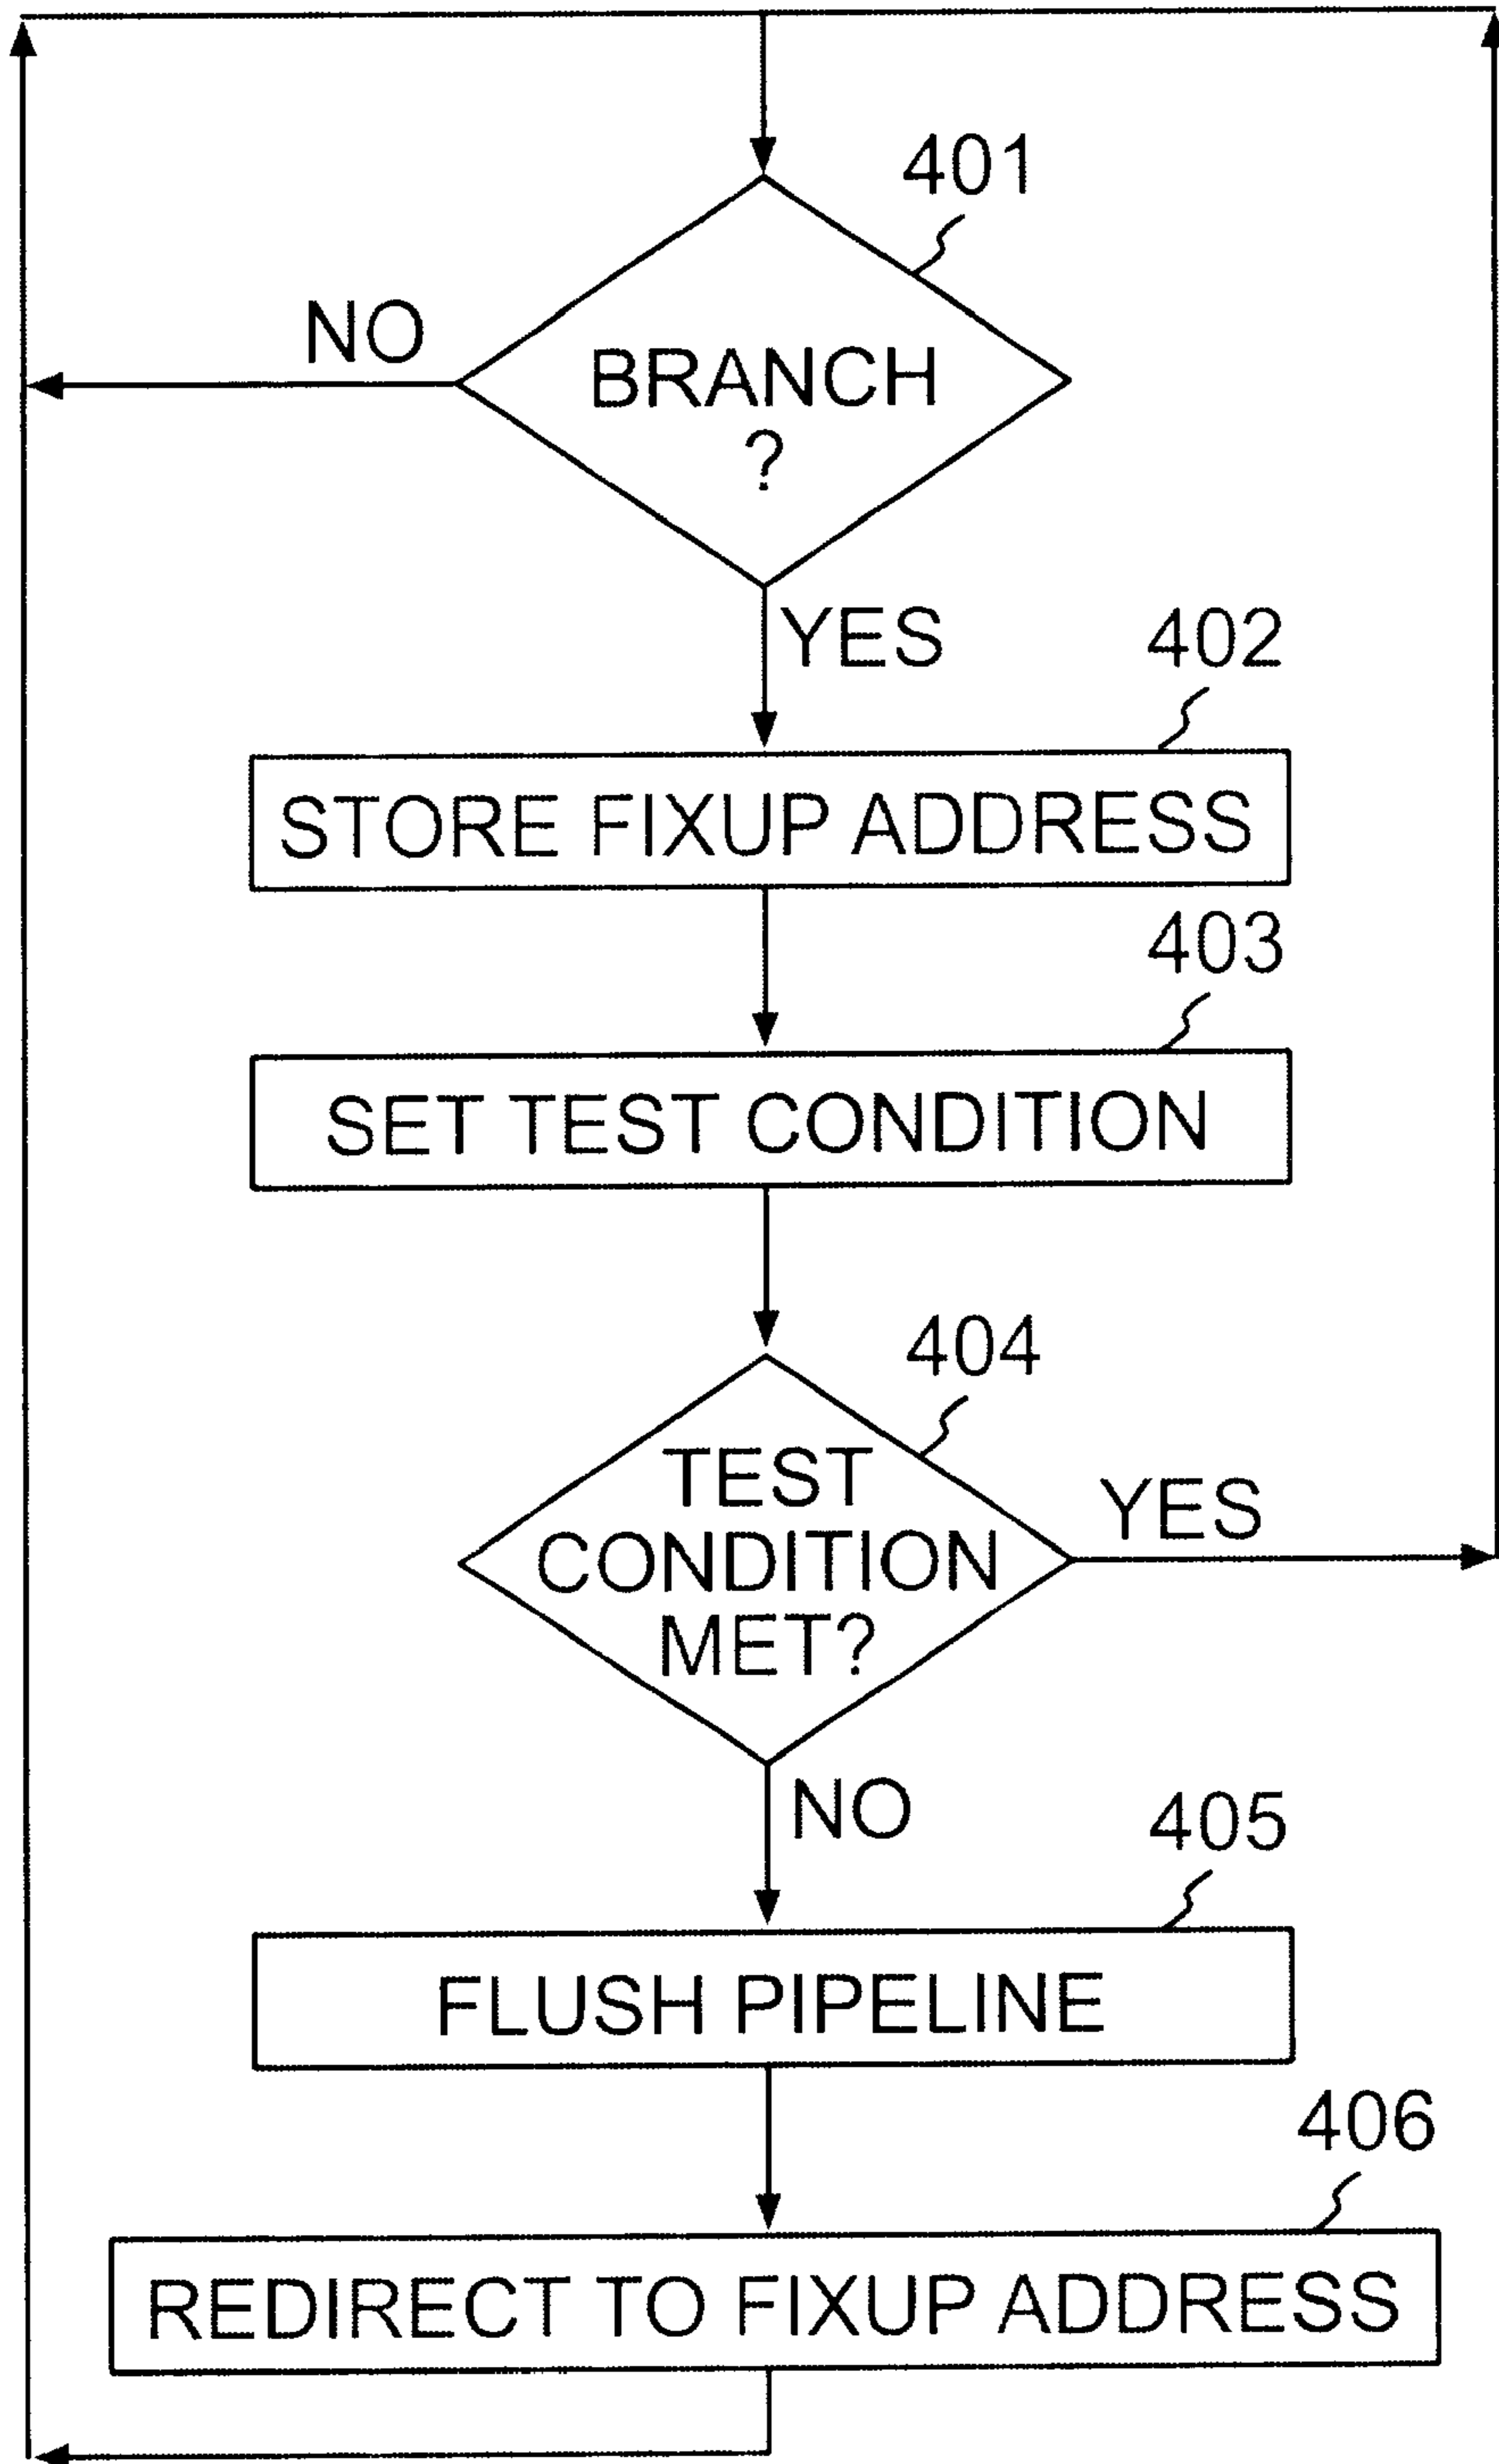 401
NO
BRANCH
?
YES
402
STORE FIXUP ADDRESS
403
SET TEST CONDITION
404
TEST
CONDITION
MET?
YES
NO
405
FLUSH PIPELINE
406
REDIRECT TO FIXUP ADDRESS